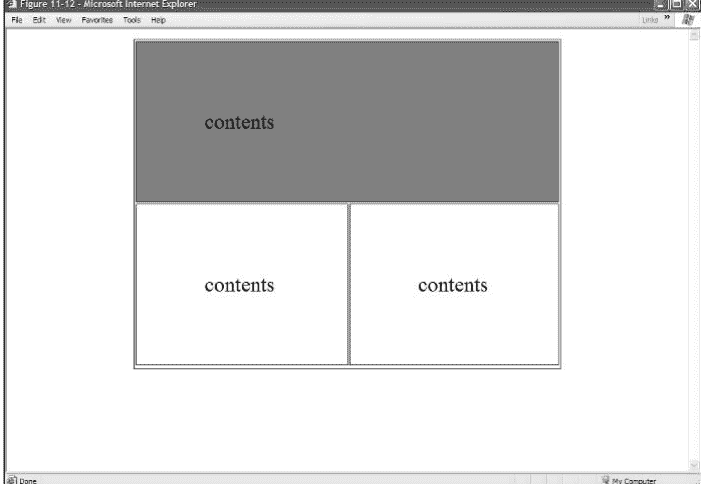 Figure 11-12 - Microsoft Internet Explorer
File Edit View Favorites Tools Help Links »
contents
contents contents
Done My Computer